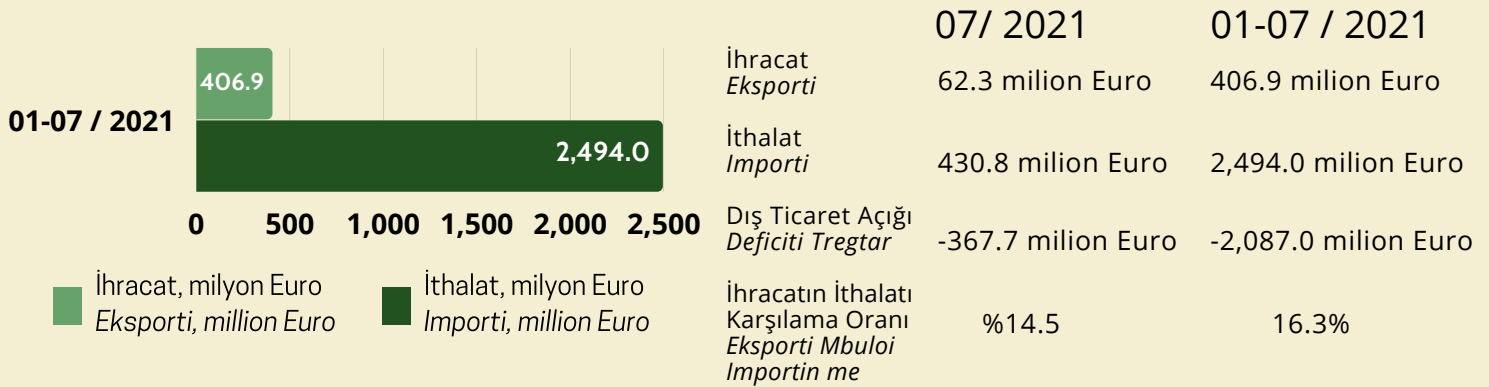 406.9
2,494.0
01-07 / 2021
0 500 1,000 1,500 2,000 2,500
İhracat, milyon Euro
Eksporti, million Euro
İthalat, milyon Euro
Importi, million Euro
07/ 2021 01-07 / 2021
İhracat
Eksporti
62.3 milion Euro 406.9 milion Euro
İthalat
Importi
430.8 milion Euro 2,494.0 milion Euro
Dış Ticaret Açığı
Deficiti Tregtar
-367.7 milion Euro -2,087.0 milion Euro
İhracatın İthalatı
Karşılama Oranı
Eksporti Mbuloi
Importin me
%14.5 16.3%